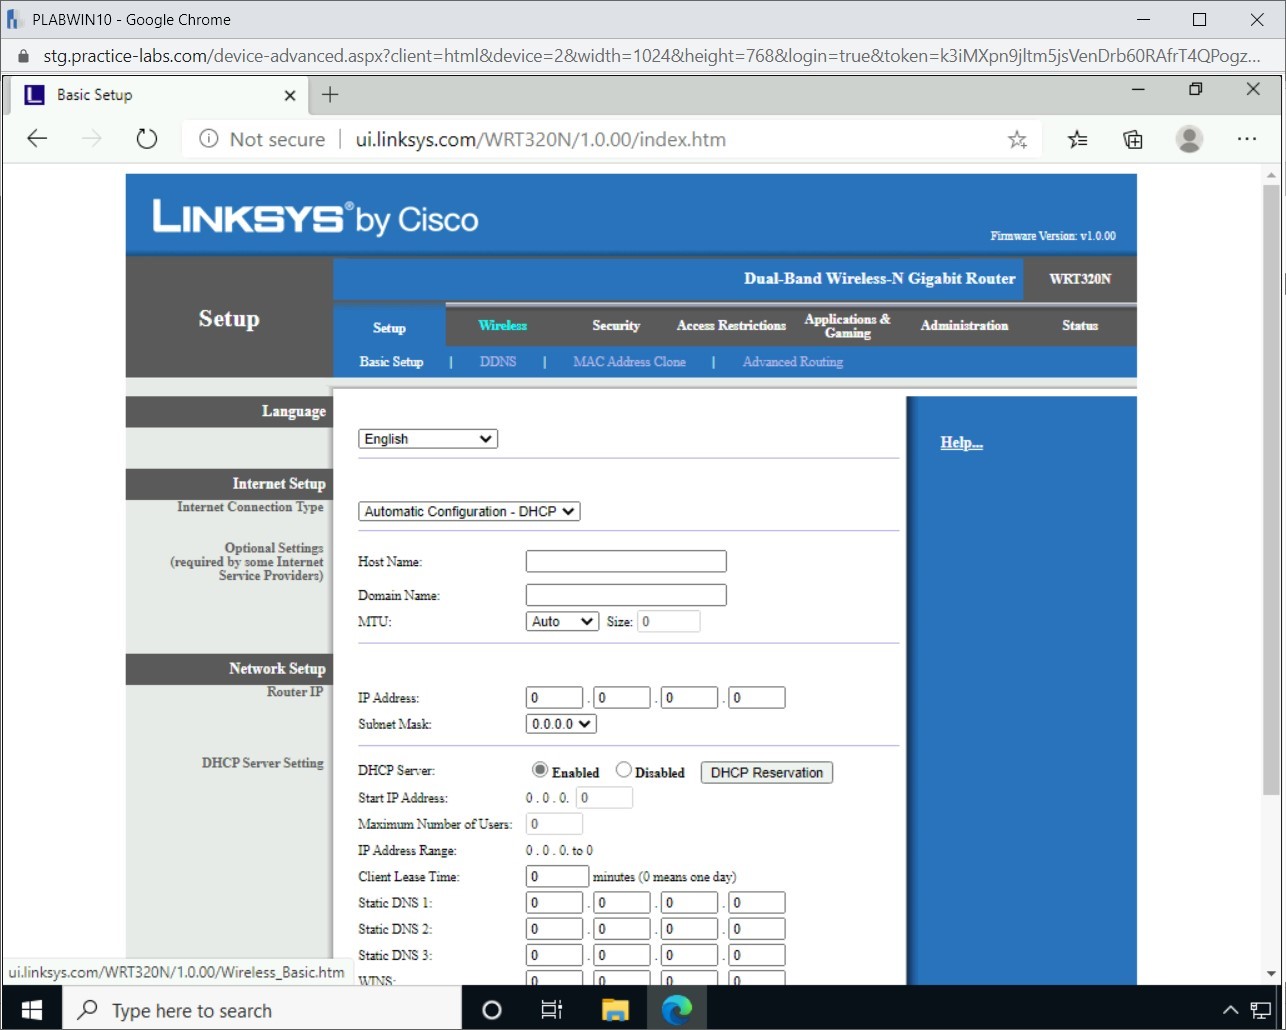 PLABWIN10 - Google Chrome
stg.practice-labs.com/device-advanced.aspx?client=html&device=2&width=1024&height=768&login=true&token=k3iMXpn9jltm5jsVenDrb60RAfrT4QPogz...
L Basic Setup
Not secure | ui.linksys.com/WRT320N/1.0.00/index.htm
LINKSYS® by Cisco
Firmware Version: v1.0.00
Dual-Band Wireless-N Gigabit Router WRT320N
Setup
Setup Wireless Security Access Restrictions Applications & Gaming Administration Status
Basic Setup | DDNS | MAC Address Clone | Advanced Routing
Language
English
Help...
Internet Setup
Internet Connection Type
Automatic Configuration - DHCP
Optional Settings
(required by some Internet
Service Providers)
Host Name:
Domain Name:
MTU: Auto Size: 0
Network Setup
Router IP
IP Address: 0 . 0 . 0 . 0
Subnet Mask: 0.0.0.0
DHCP Server Setting
DHCP Server: Enabled Disabled DHCP Reservation
Start IP Address: 0 . 0 . 0. 0
Maximum Number of Users: 0
IP Address Range: 0 . 0 . 0. to 0
Client Lease Time: 0 minutes (0 means one day)
Static DNS 1: 0 . 0 . 0 . 0
Static DNS 2: 0 . 0 . 0 . 0
Static DNS 3: 0 . 0 . 0 . 0
WINS: 0 . 0 . 0 . 0
ui.linksys.com/WRT320N/1.0.00/Wireless_Basic.htm
Type here to search